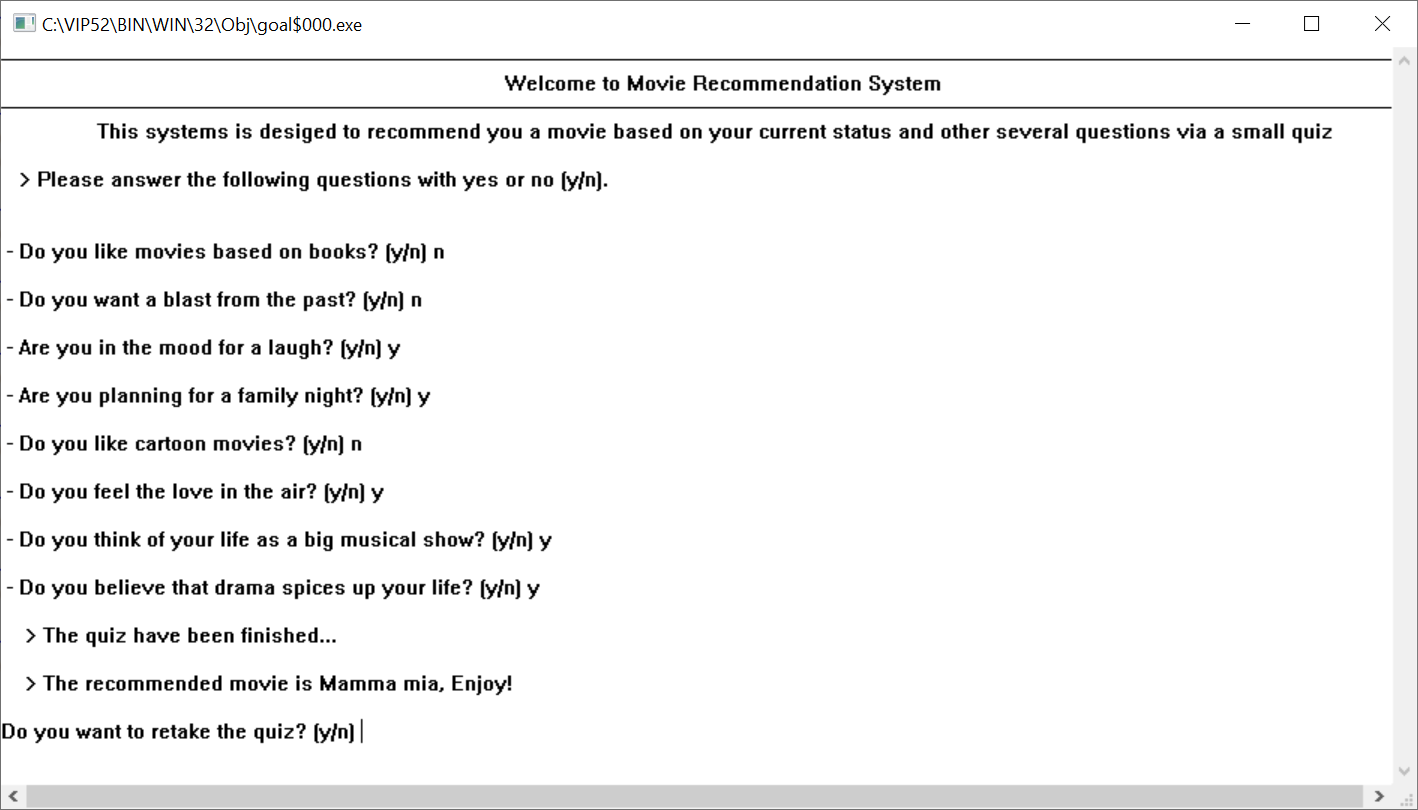 C:\VIP52\BIN\WIN\32\Obj\goal$000.exe
Welcome to Movie Recommendation System
This systems is desiged to recommend you a movie based on your current status and other several questions via a small quiz
> Please answer the following questions with yes or no (y/n).
- Do you like movies based on books? (y/n) n
- Do you want a blast from the past? (y/n) n
- Are you in the mood for a laugh? (y/n) y
- Are you planning for a family night? (y/n) y
- Do you like cartoon movies? (y/n) n
- Do you feel the love in the air? (y/n) y
- Do you think of your life as a big musical show? (y/n) y
- Do you believe that drama spices up your life? (y/n) y
> The quiz have been finished...
> The recommended movie is Mamma mia, Enjoy!
Do you want to retake the quiz? (y/n)